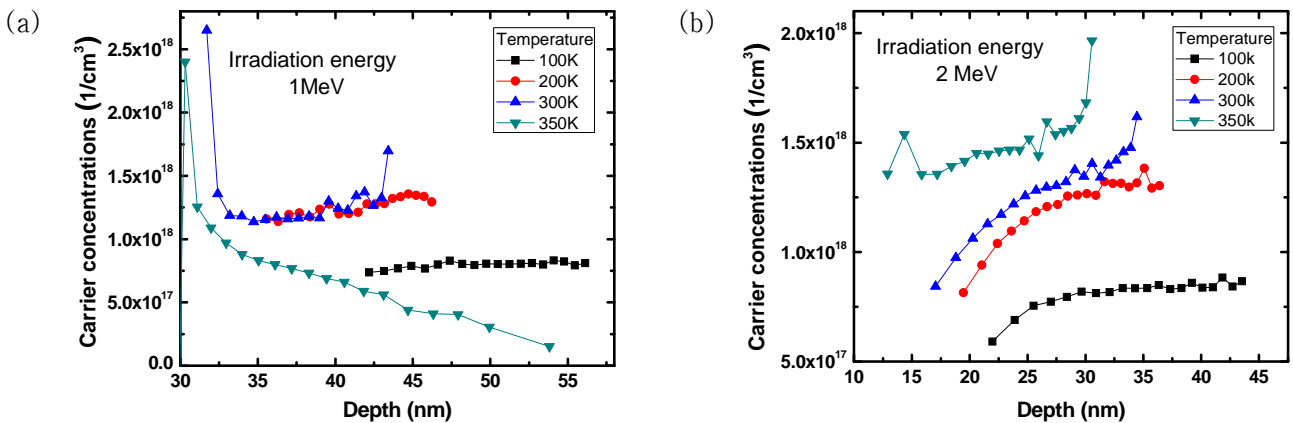 (a)
Carrier concentrations (1/cm³)
2.5x10¹⁸
2.0x10¹⁸
1.5x10¹⁸
1.0x10¹⁸
5.0x10¹⁷
0.0
Irradiation energy
1MeV
Temperature
100K
200K
300K
350K
30 35 40 45 50 55
Depth (nm)
(b)
Carrier concentrations (1/cm³)
2.0x10¹⁸
1.5x10¹⁸
1.0x10¹⁸
5.0x10¹⁷
Irradiation energy
2 MeV
Temperature
100k
200k
300k
350k
10 15 20 25 30 35 40 45
Depth (nm)